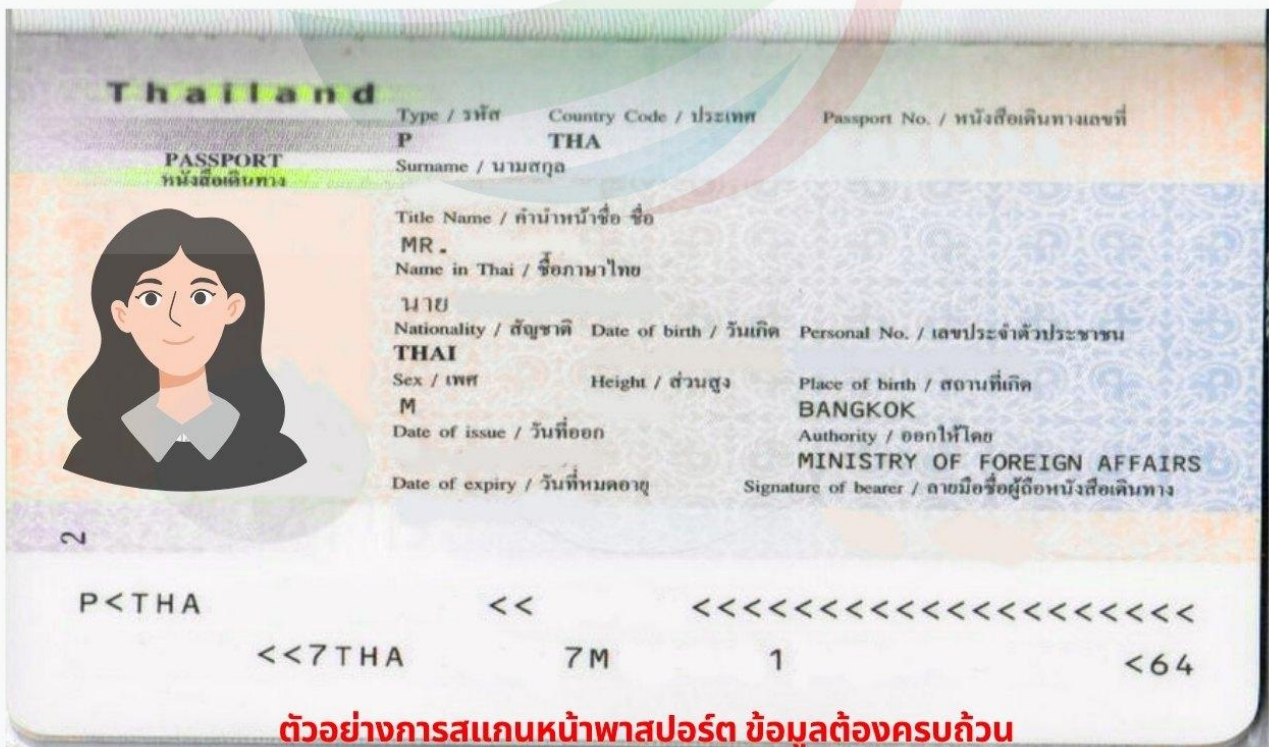 Thailand
Type / รหัส Country Code / ประเทศ Passport No. / หนังสือเดินทางเลขที่
P THA
PASSPORT
หนังสือเดินทาง
Surname / นามสกุล
Title Name / คำนำหน้าชื่อ ชื่อ
MR.
Name in Thai / ชื่อภาษาไทย
นาย
Nationality / สัญชาติ Date of birth / วันเกิด Personal No. / เลขประจำตัวประชาชน
THAI
Sex / เพศ Height / ส่วนสูง Place of birth / สถานที่เกิด
M BANGKOK
Date of issue / วันที่ออก Authority / ออกให้โดย
MINISTRY OF FOREIGN AFFAIRS
Date of expiry / วันที่หมดอายุ Signature of bearer / ลายมือชื่อผู้ถือหนังสือเดินทาง
2
P<THA << <<<<<<<<<<<<<<<<<<<<
<<7THA 7M 1 <64
ตัวอย่างการสแกนหน้าพาสปอร์ต ข้อมูลต้องครบถ้วน